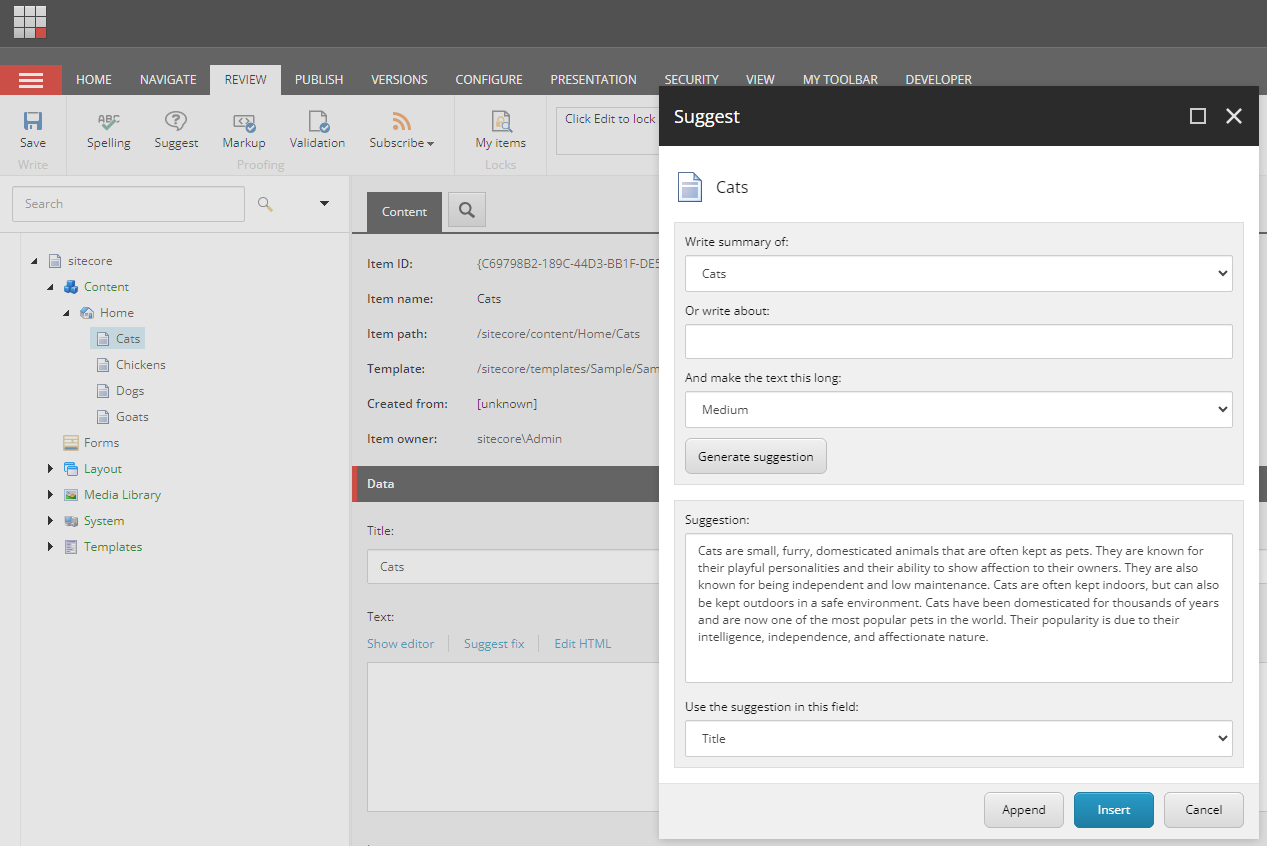 HOME NAVIGATE REVIEW PUBLISH VERSIONS CONFIGURE PRESENTATION SECURITY VIEW MY TOOLBAR DEVELOPER
Save
Write
ABC
Spelling
Suggest
Markup
Validation
Subscribe
Proofing
My items
Locks
Click Edit to lock
Search
sitecore
Content
Home
Cats
Chickens
Dogs
Goats
Forms
Layout
Media Library
System
Templates
Content
Item ID: {C69798B2-189C-44D3-BB1F-DE5
Item name: Cats
Item path: /sitecore/content/Home/Cats
Template: /sitecore/templates/Sample/Sam
Created from: [unknown]
Item owner: sitecore\Admin
Data
Title:
Cats
Text:
Show editor Suggest fix Edit HTML
Suggest
Cats
Write summary of:
Cats
Or write about:
And make the text this long:
Medium
Generate suggestion
Suggestion:
Cats are small, furry, domesticated animals that are often kept as pets. They are known for
their playful personalities and their ability to show affection to their owners. They are also
known for being independent and low maintenance. Cats are often kept indoors, but can also
be kept outdoors in a safe environment. Cats have been domesticated for thousands of years
and are now one of the most popular pets in the world. Their popularity is due to their
intelligence, independence, and affectionate nature.
Use the suggestion in this field:
Title
Append Insert Cancel